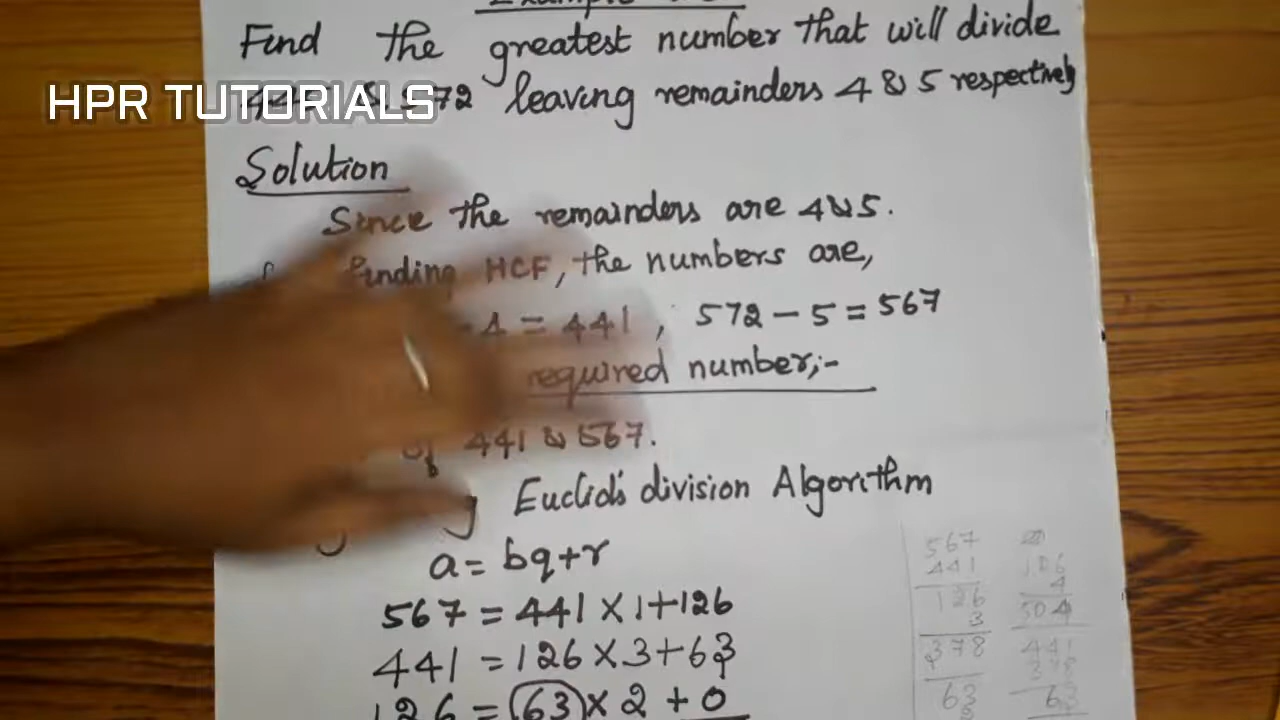 Find the greatest number that will divide
& 572 leaving remainders 4 & 5 respectively
HPR TUTORIALS
Solution
Since the remainders are 4 & 5.
finding HCF, the numbers are,
- 4 = 441 ; 572 - 5 = 567
required number,:-
of 441 & 567.
Euclid's division Algorithm
a = bq + r
567 = 441 × 1 + 126
441 = 126 × 3 + 63
126 = 63 × 2 + 0
567
441
126
3
378
63
4
504
441
378
63